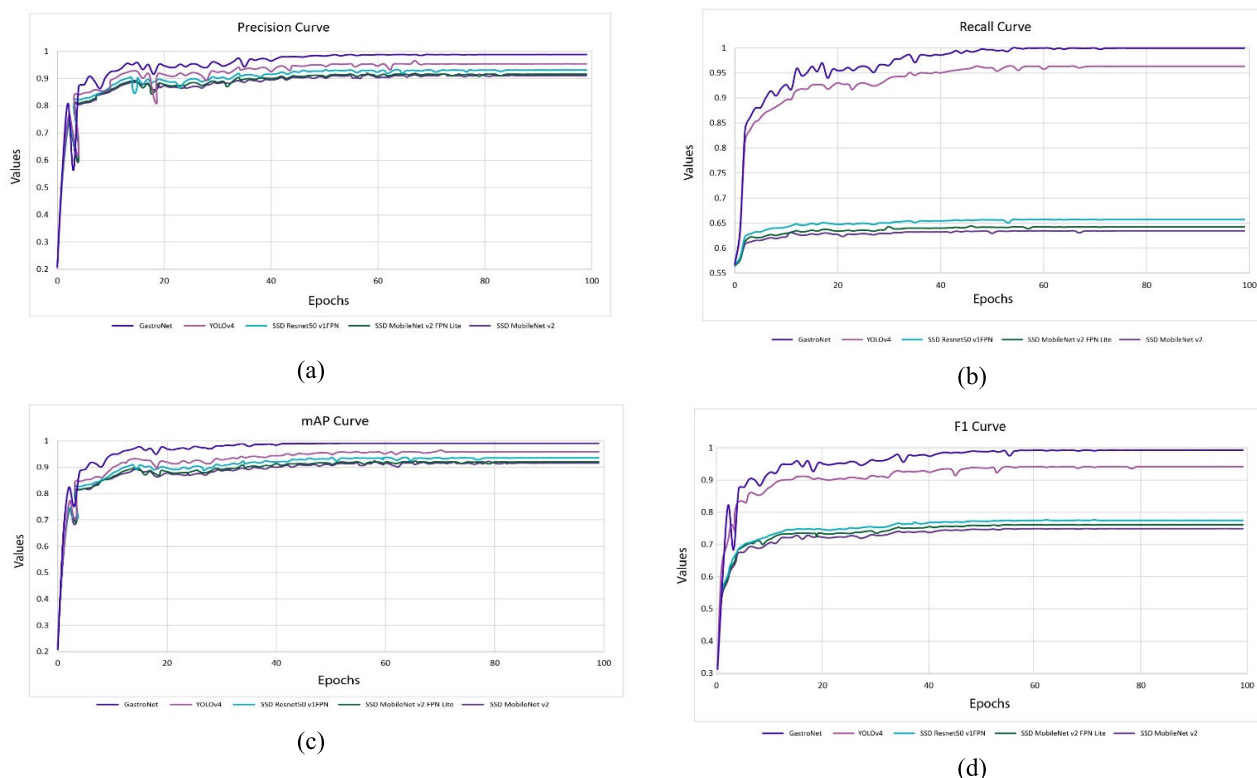 Precision Curve
1
0.9
0.8
0.7
0.6
0.5
0.4
0.3
0.2
Values
0 20 40 60 80 100
Epochs
GastroNet YOLOv4 SSD Resnet50 v1FPN SSD MobileNet v2 FPN Lite SSD MobileNet v2
(a)
Recall Curve
1
0.95
0.9
0.85
0.8
0.75
0.7
0.65
0.6
0.55
Values
0 20 40 60 80 100
Epochs
GastroNet YOLOv4 SSD Resnet50 v1FPN SSD MobileNet v2 FPN Lite SSD MobileNet v2
(b)
mAP Curve
1
0.9
0.8
0.7
0.6
0.5
0.4
0.3
0.2
Values
0 20 40 60 80 100
Epochs
GastroNet YOLOv4 SSD Resnet50 v1FPN SSD MobileNet v2 FPN Lite SSD MobileNet v2
(c)
F1 Curve
1
0.9
0.8
0.7
0.6
0.5
0.4
0.3
Values
0 20 40 60 80 100
Epochs
GastroNet YOLOv4 SSD Resnet50 v1FPN SSD MobileNet v2 FPN Lite SSD MobileNet v2
(d)